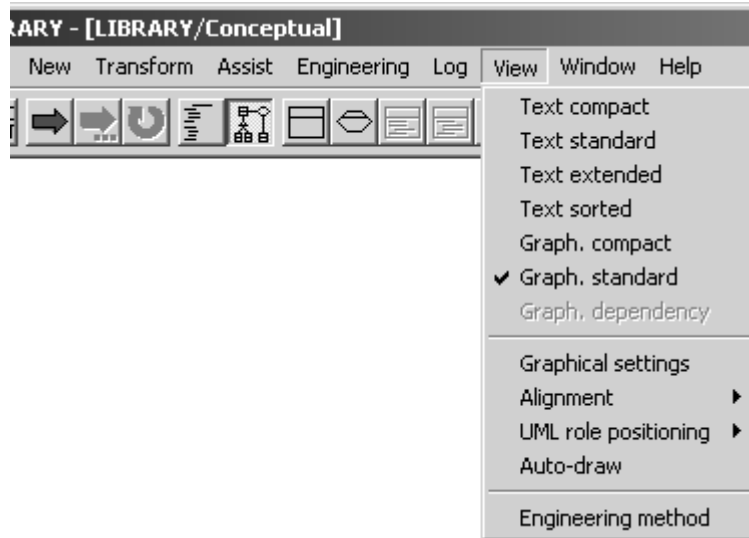 RARY - [LIBRARY/Conceptual]
New Transform Assist Engineering Log View Window Help
Text compact
Text standard
Text extended
Text sorted
Graph. compact
Graph. standard
Graph. dependency
Graphical settings
Alignment
UML role positioning
Auto-draw
Engineering method